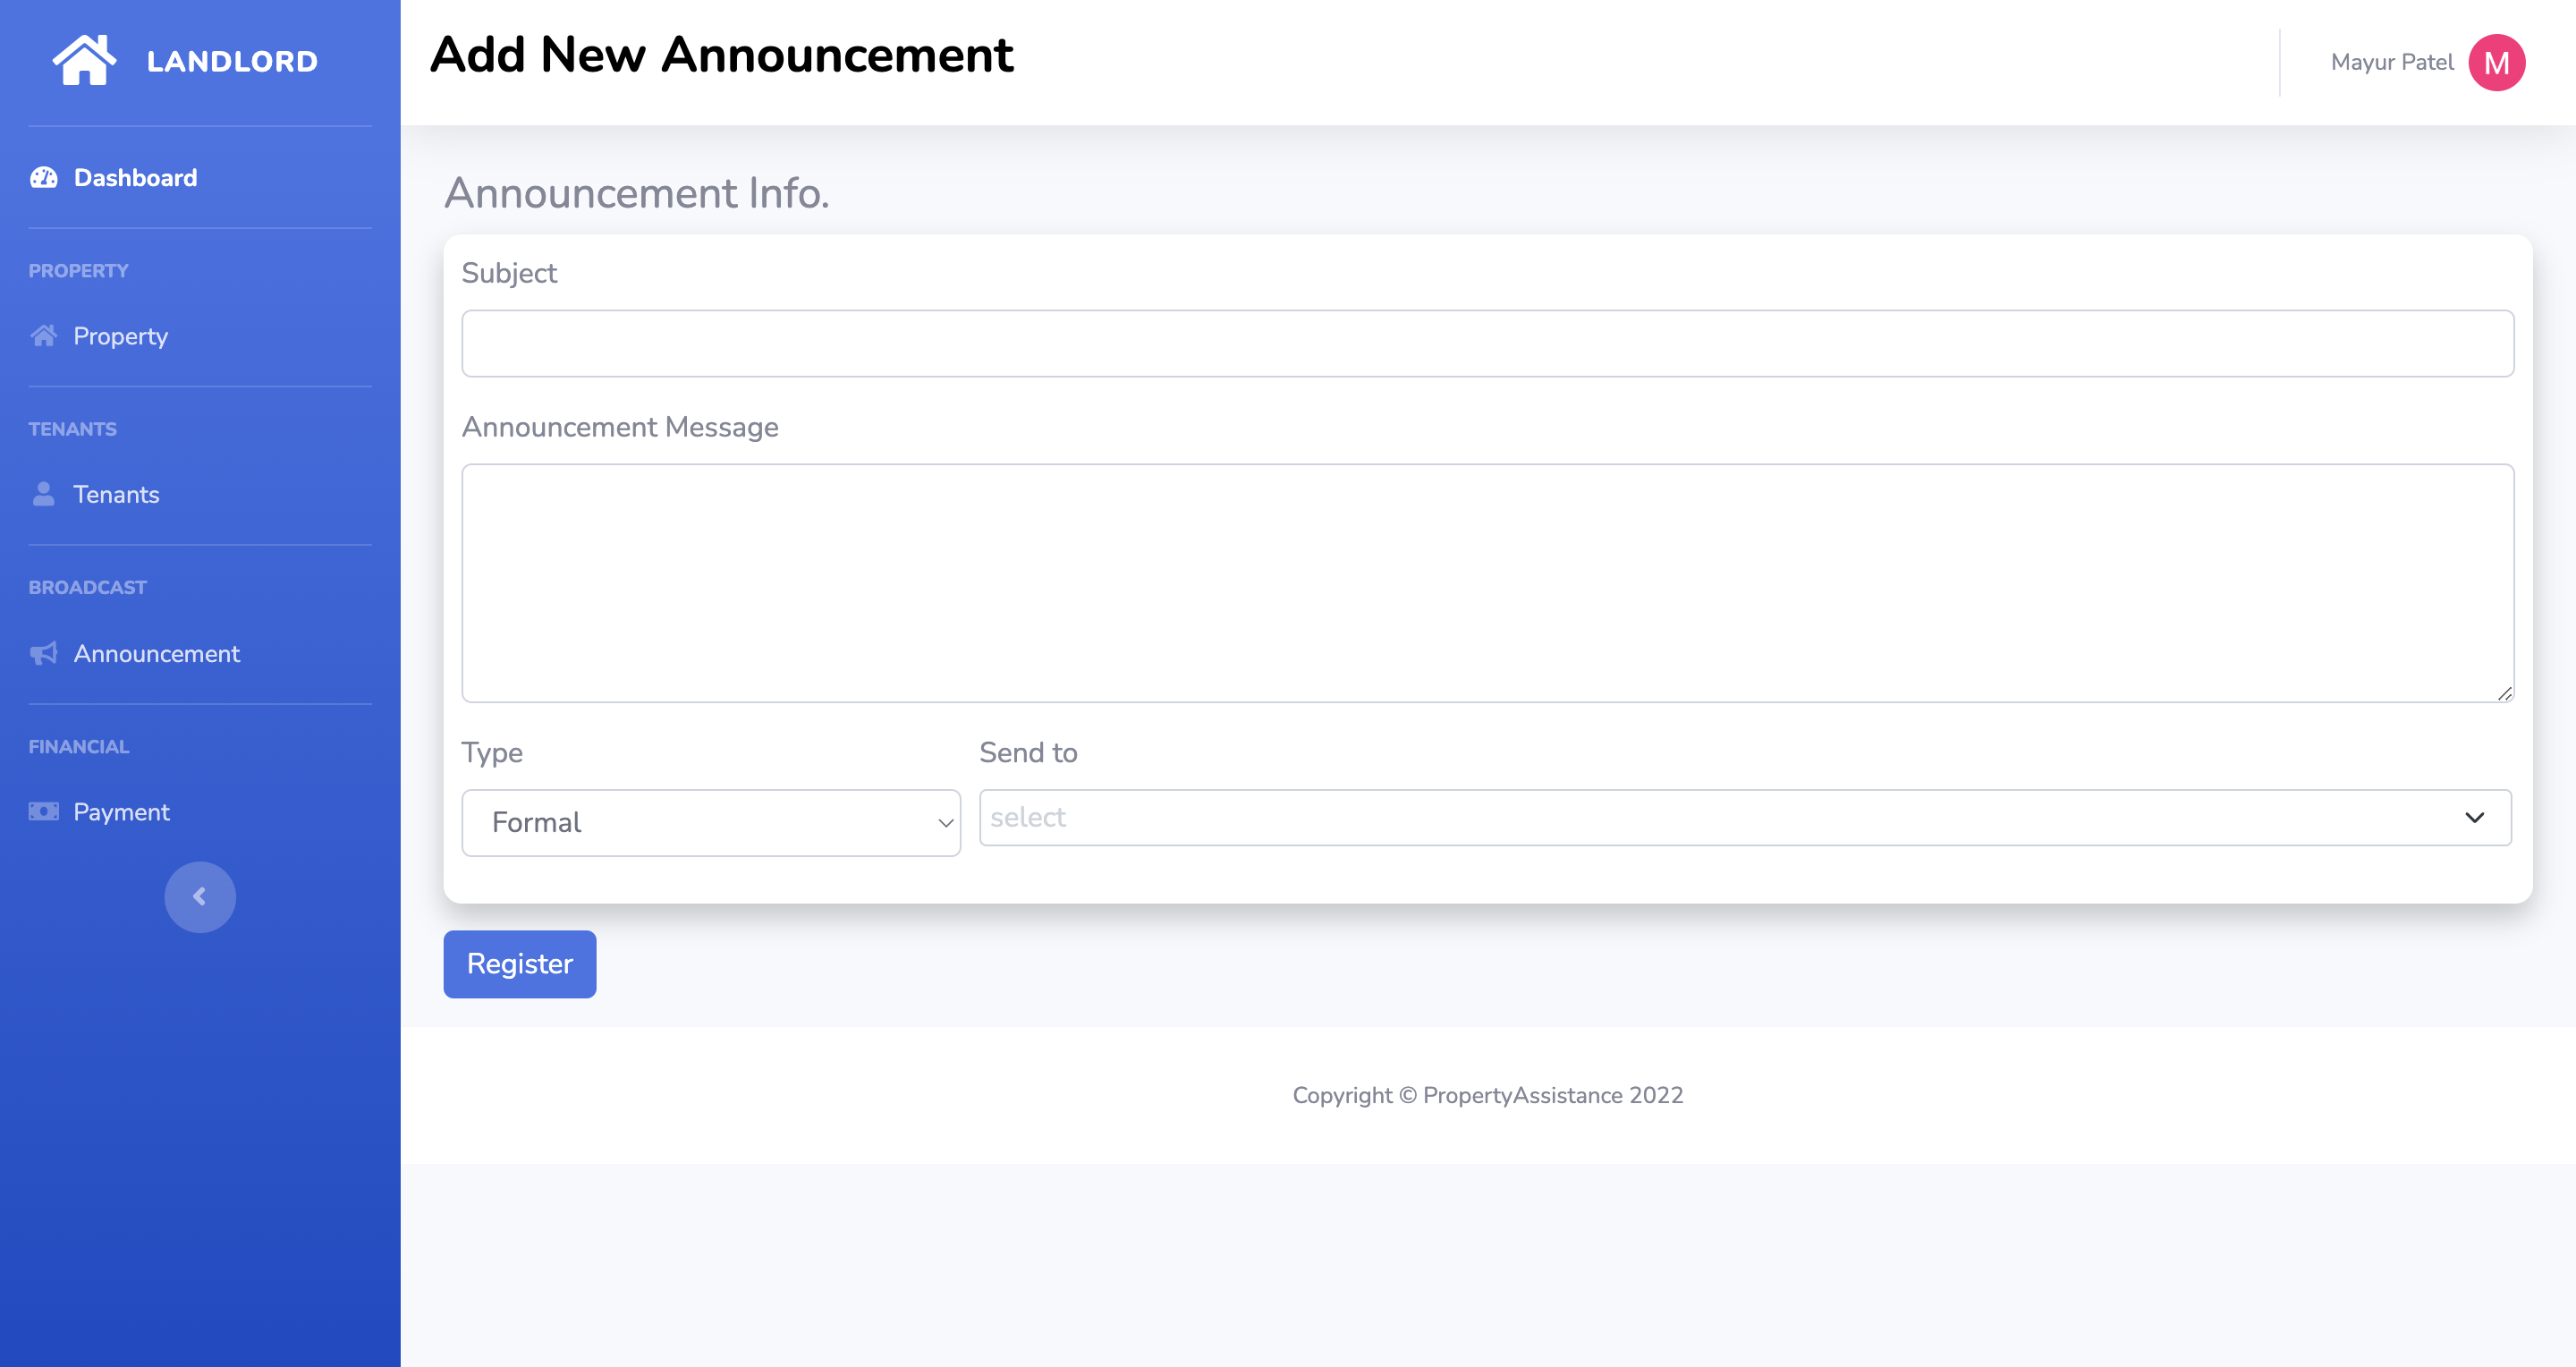 LANDLORD
Dashboard
PROPERTY
Property
TENANTS
Tenants
BROADCAST
Announcement
FINANCIAL
Payment
Add New Announcement
Mayur Patel
M
Announcement Info.
Subject
Announcement Message
Type
Send to
Formal
select
Register
Copyright © PropertyAssistance 2022